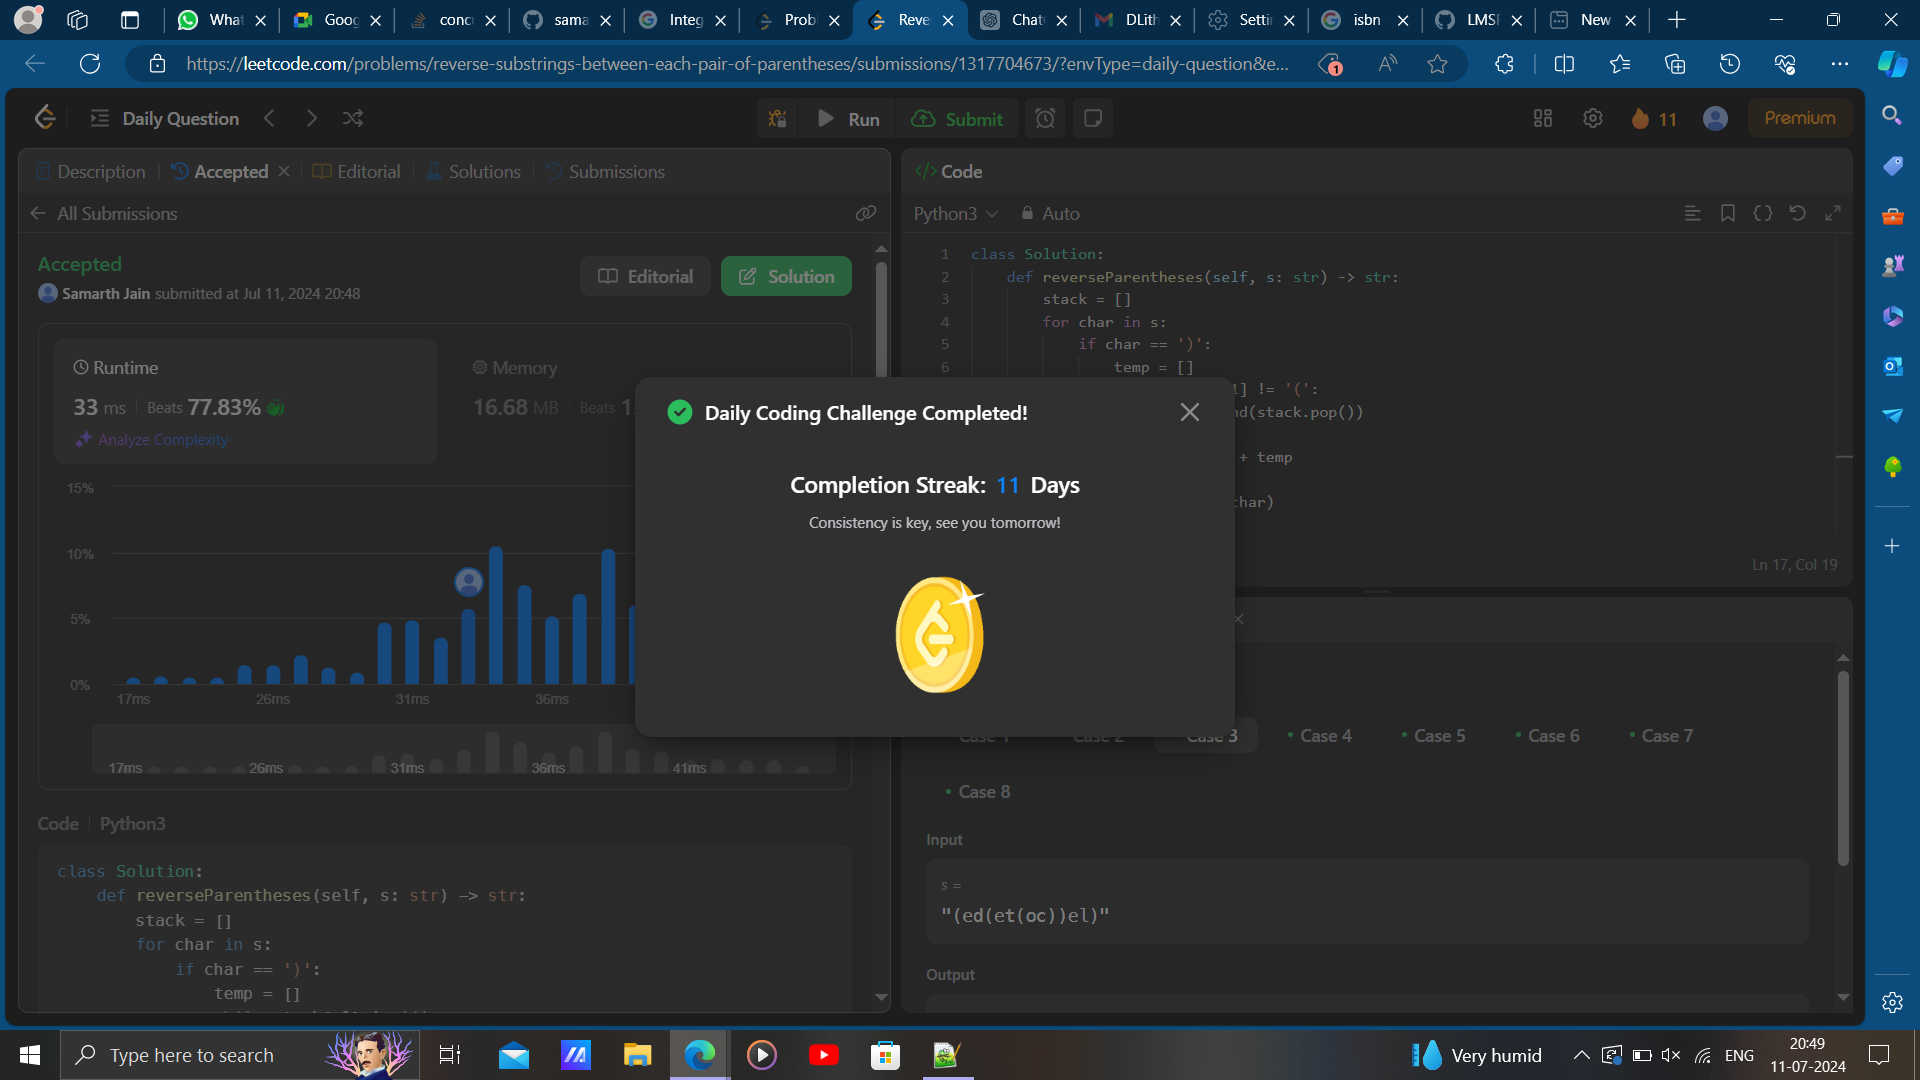 What
Goog
conc
sama
Integ
Probl
Reve
Chat
DLith
Settin
isbn
LMSF
New
https://leetcode.com/problems/reverse-substrings-between-each-pair-of-parentheses/submissions/1317704673/?envType=daily-question&e...
1
Daily Question
Run
Submit
11
Premium
Description
Accepted
Editorial
Solutions
Submissions
</> Code
All Submissions
Python3
Auto
Accepted
Samarth Jain submitted at Jul 11, 2024 20:48
Editorial
Solution
Runtime
33 ms
Beats 77.83%
Analyze Complexity
Memory
16.68 MB
Beats 1
15%
10%
5%
0%
17ms
26ms
31ms
36ms
17ms
26ms
31ms
36ms
41ms
Code
Python3
class Solution:
def reverseParentheses(self, s: str) -> str:
stack = []
for char in s:
if char == ')':
temp = []
1 class Solution:
2 def reverseParentheses(self, s: str) -> str:
3 stack = []
4 for char in s:
5 if char == ')':
6 temp = []
1] != '(':
nd(stack.pop())
+ temp
char)
Ln 17, Col 19
Daily Coding Challenge Completed!
Completion Streak: 11 Days
Consistency is key, see you tomorrow!
Case 1
Case 2
Case 3
Case 4
Case 5
Case 6
Case 7
Case 8
Input
s =
"(ed(et(oc))el)"
Output
Type here to search
Very humid
ENG
20:49
11-07-2024